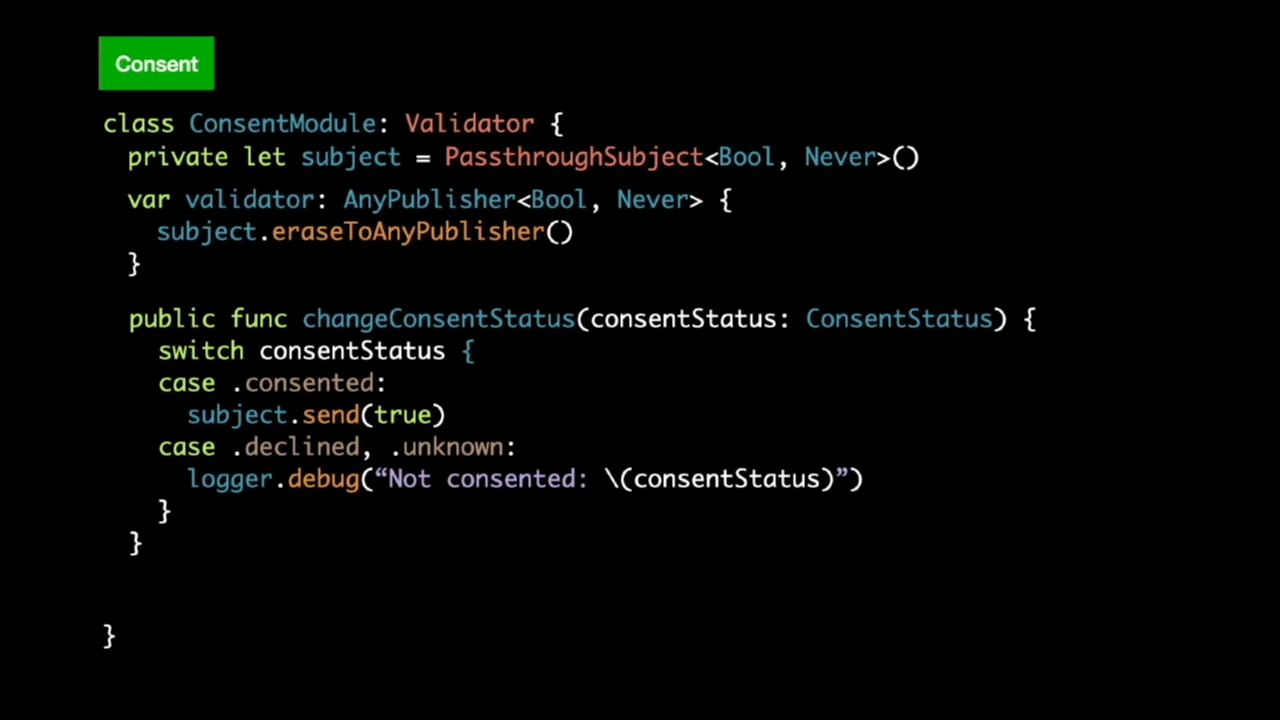 Consent
class ConsentModule: Validator {
private let subject = PassthroughSubject<Bool, Never>()
var validator: AnyPublisher<Bool, Never> {
subject.eraseToAnyPublisher()
}
public func changeConsentStatus(consentStatus: ConsentStatus) {
switch consentStatus {
case .consented:
subject.send(true)
case .declined, .unknown:
logger.debug(“Not consented: \(consentStatus)”)
}
}
}